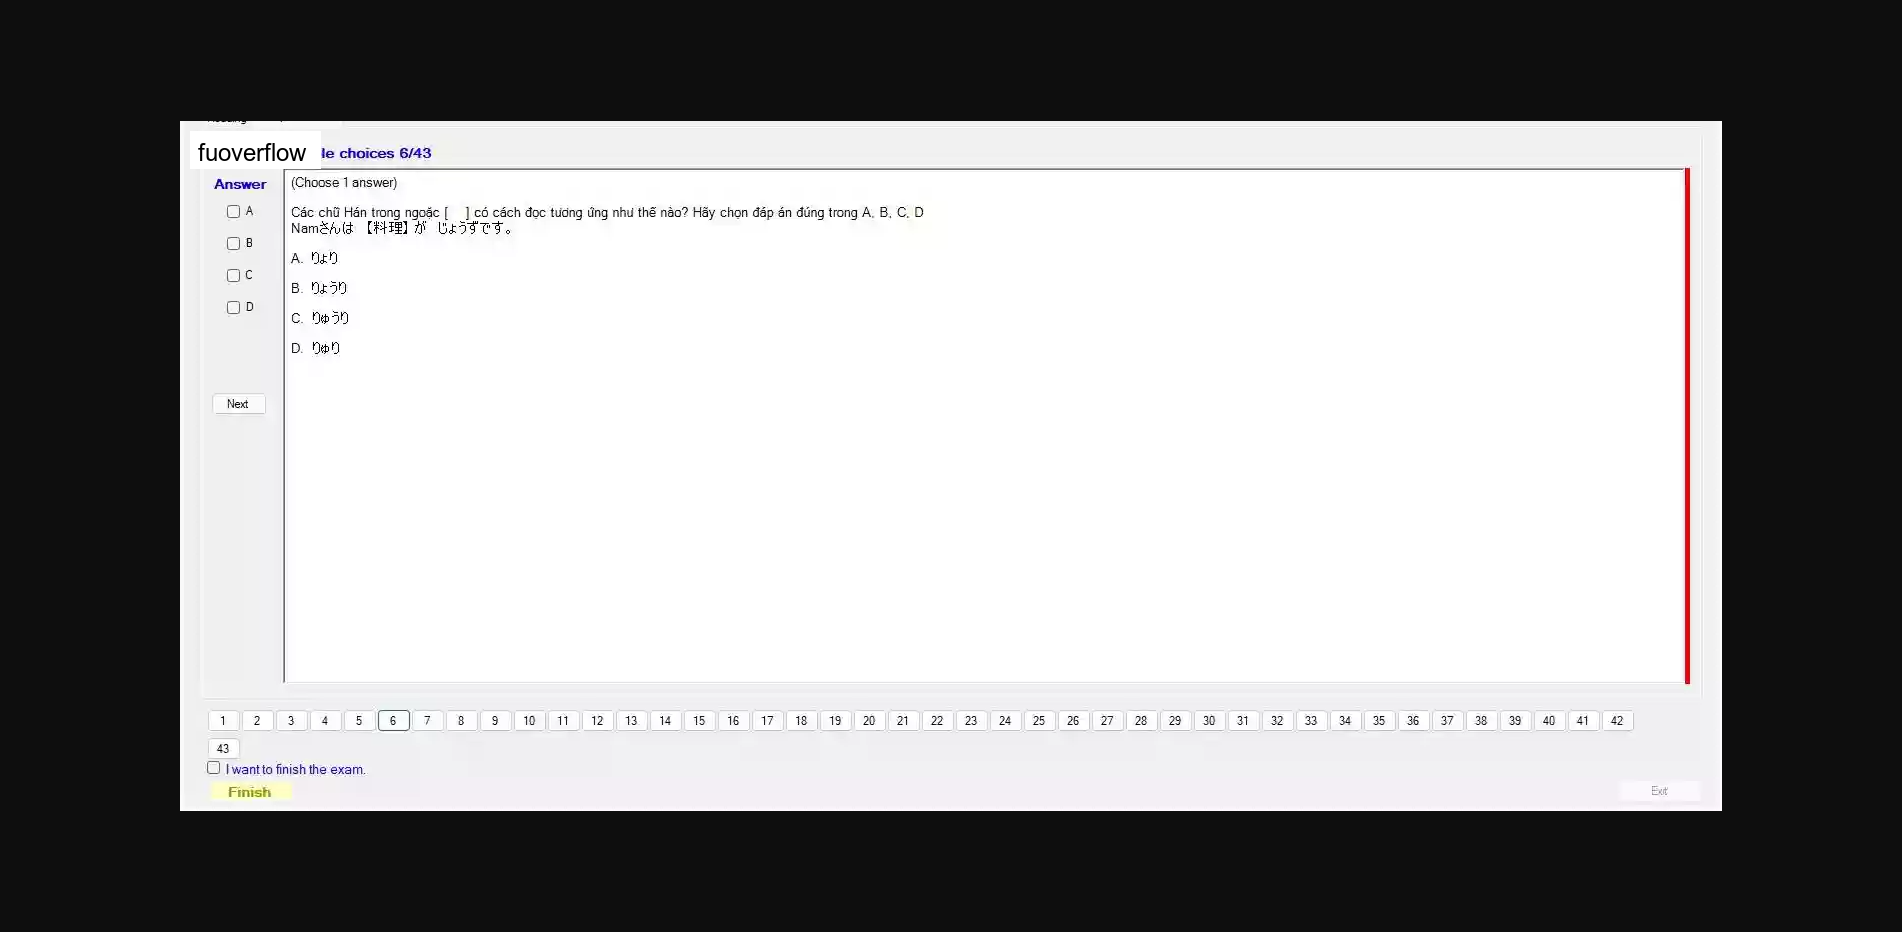 fuoverflow
le choices 6/43
Answer
(Choose 1 answer)
A
B
C
D
Các chữ Hán trong ngoặc [ ] có cách đọc tương ứng như thế nào? Hãy chọn đáp án đúng trong A, B, C, D
Namさんは 【料理】が じょうずです。
A. りより
B. りょうり
C. りゅうり
D. りゅり
Next
1 2 3 4 5 6 7 8 9 10 11 12 13 14 15 16 17 18 19 20 21 22 23 24 25 26 27 28 29 30 31 32 33 34 35 36 37 38 39 40 41 42
43
I want to finish the exam.
Finish
Exit